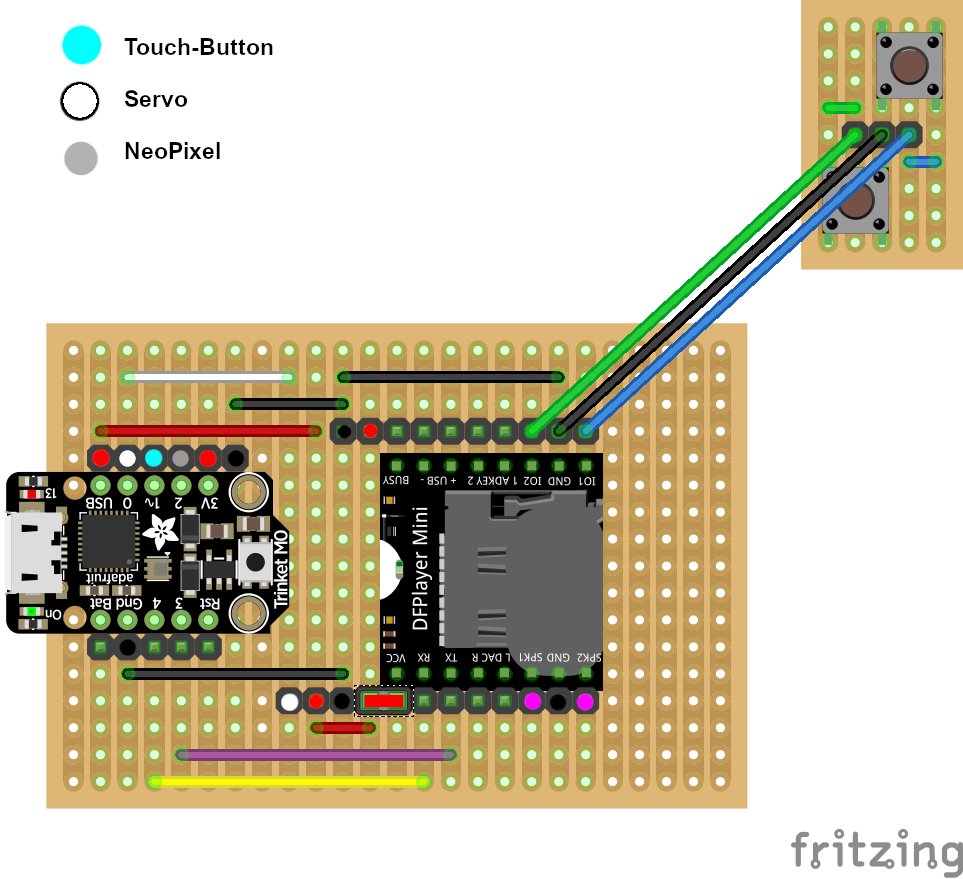 Touch-Button
Servo
NeoPixel
USB 0 1~ 2 3V
13
BUSY USB - USB + ADKEY 2 ADKEY 1 IO2 GND IO1
Trinket M0
DFPlayer Mini
adafruit
On
Bat Gnd 4 3 Rst
VCC RX TX DAC R DAC L SPK1 GND SPK2
fritzing